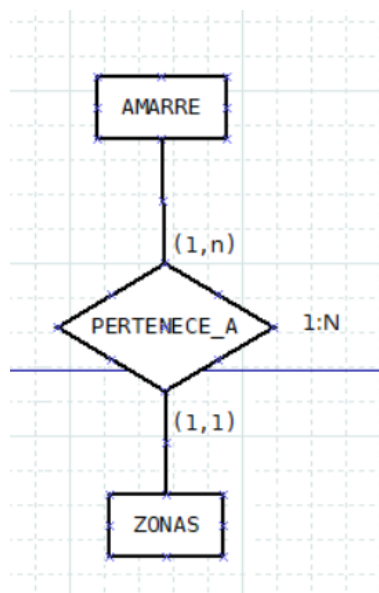 AMARRE
(1,n)
PERTENECE_A
1:N
(1,1)
ZONAS